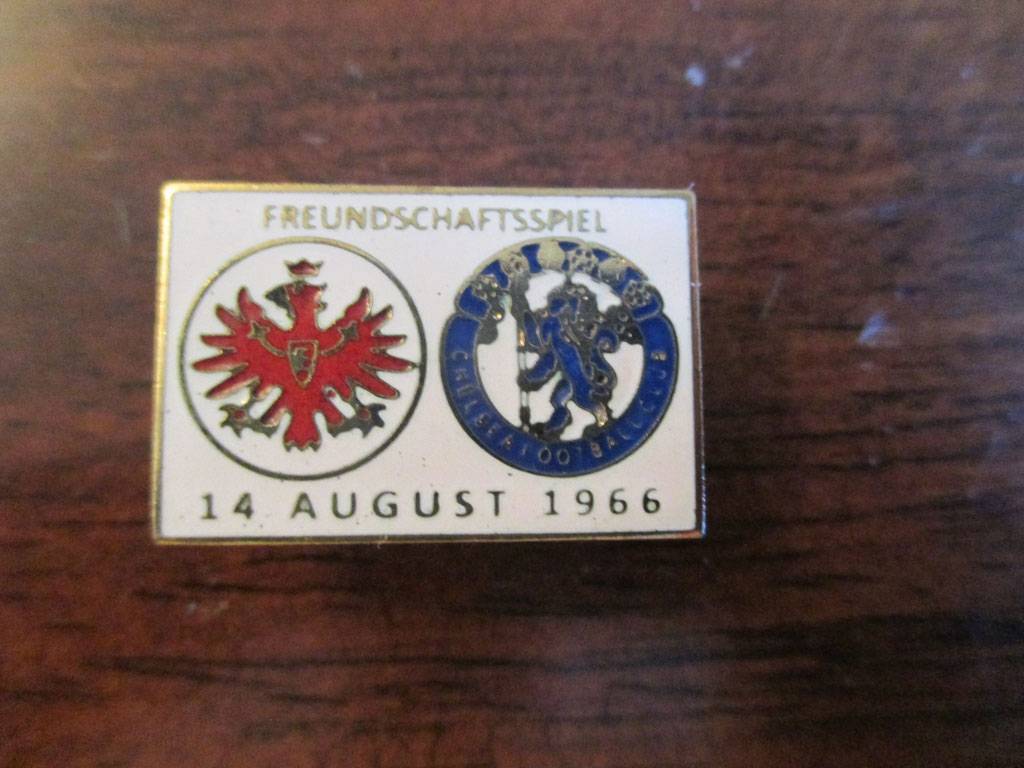 FREUNDSCHAFTSSPIEL
CHELSEA FOOTBALL CLUB
14 AUGUST 1966